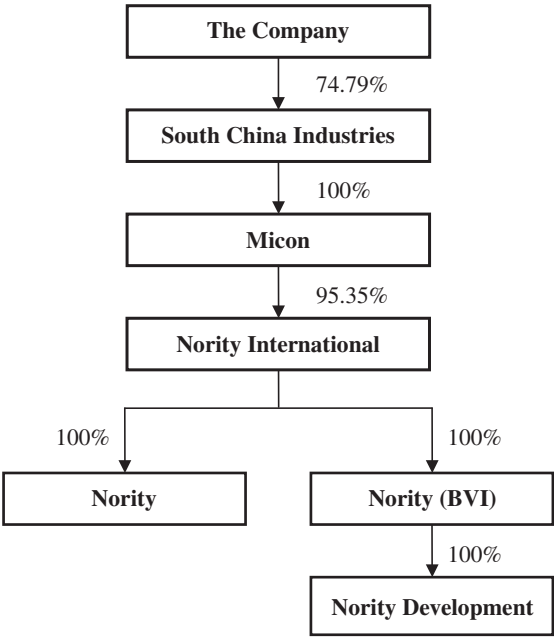 The Company
74.79%
South China Industries
100%
Micon
95.35%
Nority International
100%
100%
Nority
Nority (BVI)
100%
Nority Development